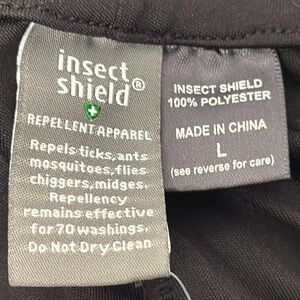 insect
shield®
REPELLENT APPAREL
Repels ticks, ants
mosquitoes, flies
chiggers, midges.
Repellency
remains effective
for 70 washings.
Do Not Dry Clean
INSECT SHIELD
100% POLYESTER
MADE IN CHINA
L
(see reverse for care)